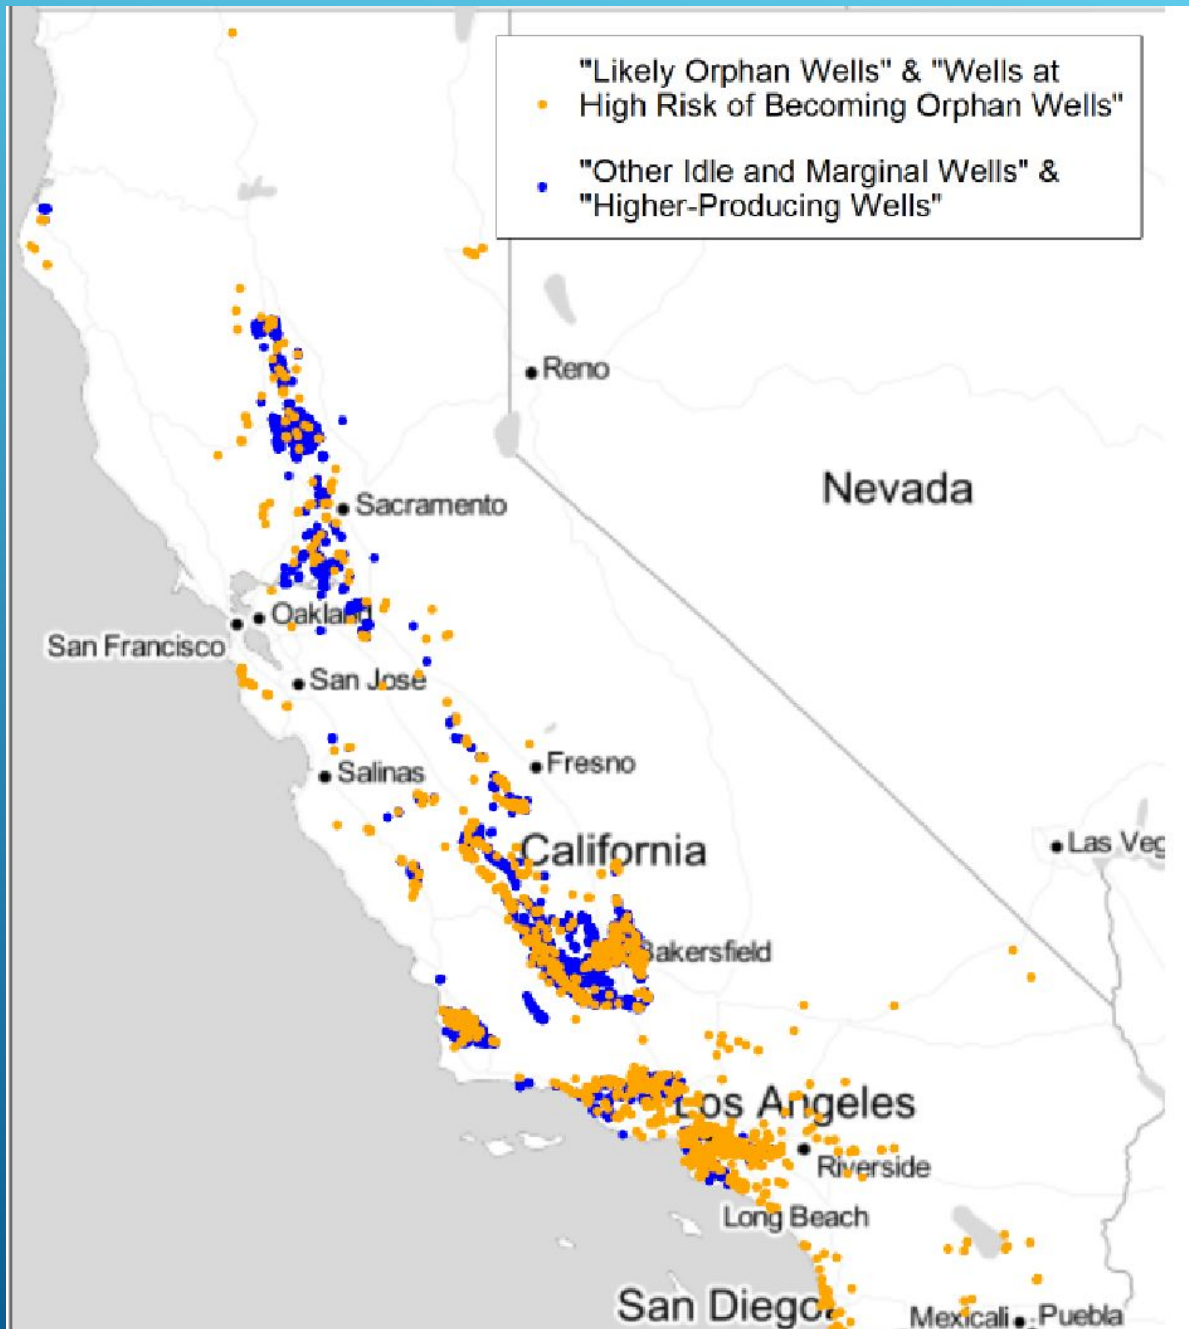 "Likely Orphan Wells" & "Wells at
High Risk of Becoming Orphan Wells"
"Other Idle and Marginal Wells" &
"Higher-Producing Wells"
Reno
Nevada
Sacramento
Oakland
San Francisco
San Jose
Fresno
Salinas
California
Las Veg
Bakersfield
Los Angeles
Riverside
Long Beach
San Diego
Mexicali
Puebla